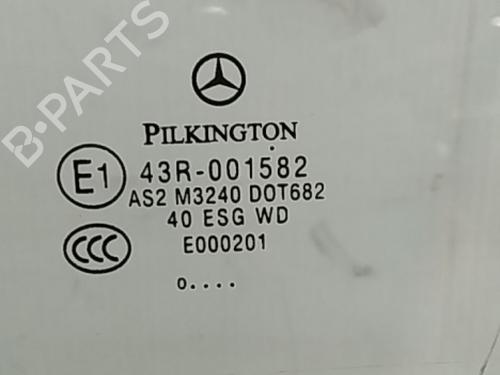 B-PARTS
PILKINGTON
E1 43R-001582
AS2 M3240 DOT682
40 ESG WD
CCC E000201
o....